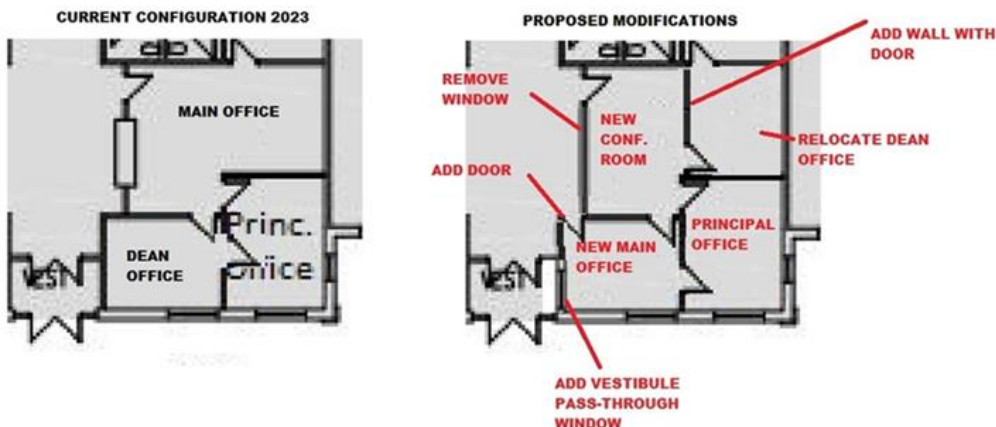 CURRENT CONFIGURATION 2023
MAIN OFFICE
Princ.
DEAN
OFFICE
office
VEST
PROPOSED MODIFICATIONS
ADD WALL WITH
DOOR
REMOVE
WINDOW
NEW
CONF.
ROOM
RELOCATE DEAN
OFFICE
ADD DOOR
PRINCIPAL
OFFICE
NEW MAIN
OFFICE
VEST
ADD VESTIBULE
PASS-THROUGH
WINDOW